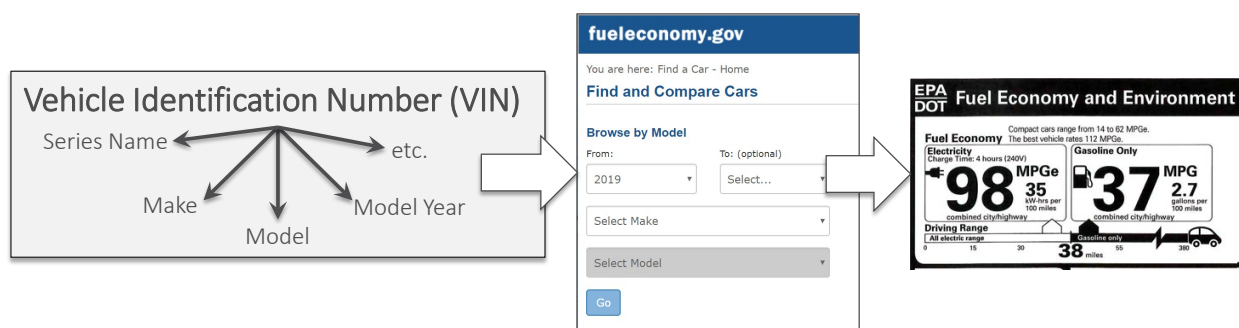 Vehicle Identification Number (VIN)
Series Name
etc.
Make
Model Year
Model
fueleconomy.gov
You are here: Find a Car - Home
Find and Compare Cars
Browse by Model
From:
To: (optional)
2019
Select...
Select Make
Select Model
Go
EPA
DOT
Fuel Economy and Environment
Fuel Economy
Compact cars range from 14 to 62 MPGe.
The best vehicle rates 112 MPGe.
Electricity
Charge Time: 4 hours (240V)
98
MPGe
35
kW-hrs per
100 miles
combined city/highway
Gasoline Only
37
MPG
2.7
gallons per
100 miles
combined city/highway
Driving Range
All electric range
Gasoline only
0 15 30 55 380
38 miles